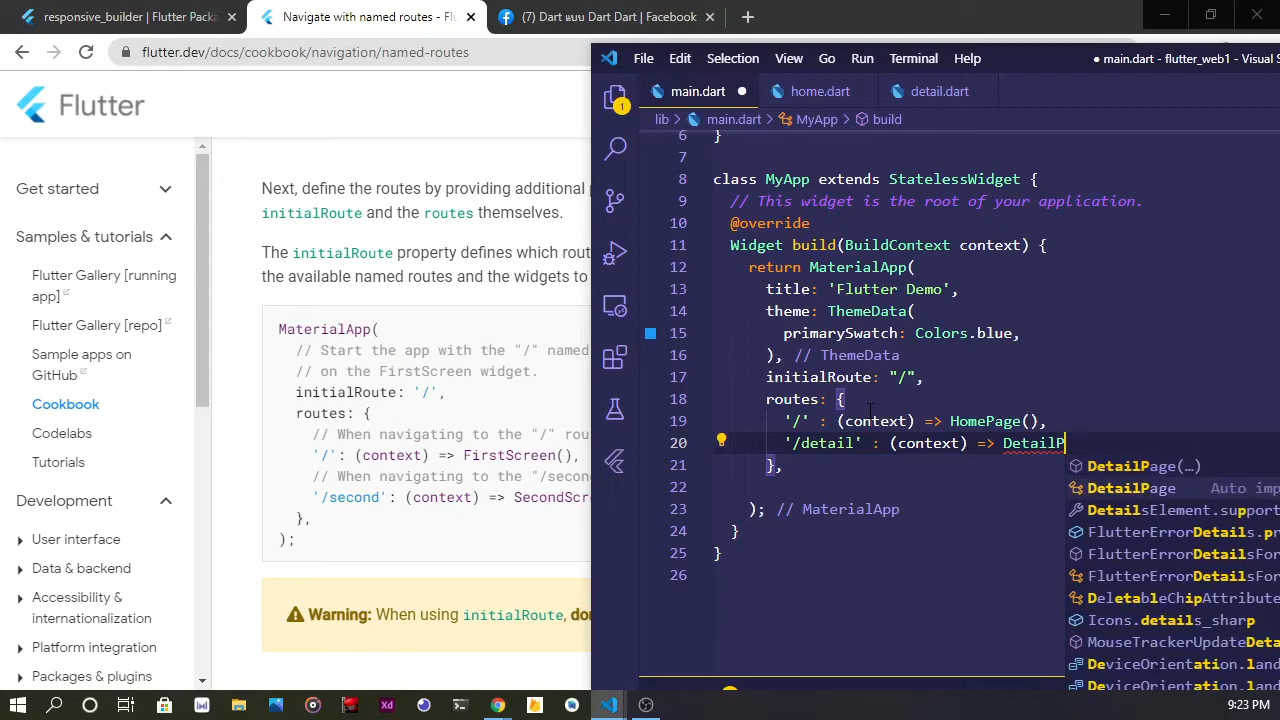 responsive_builder | Flutter Packa
Navigate with named routes - Flu
(7) Dart แบบ Dart Dart | Facebook
flutter.dev/docs/cookbook/navigation/named-routes
Flutter
Get started
Samples & tutorials
Flutter Gallery [running
app]
Flutter Gallery [repo]
Sample apps on
GitHub
Cookbook
Codelabs
Tutorials
Development
User interface
Data & backend
Accessibility &
internationalization
Platform integration
Packages & plugins
Next, define the routes by providing additional
initialRoute and the routes themselves.
The initialRoute property defines which rout
the available named routes and the widgets to
MaterialApp(
// Start the app with the "/" named
// on the FirstScreen widget.
initialRoute: '/',
routes: {
// When navigating to the "/" rou
'/': (context) => FirstScreen(),
// When navigating to the "/second
'/second': (context) => SecondScre
},
);
Warning: When using initialRoute, don
File Edit Selection View Go Run Terminal Help
● main.dart - flutter_web1 - Visual S
main.dart
home.dart
detail.dart
lib > main.dart > MyApp > build
1
6 }
7
8 class MyApp extends StatelessWidget {
9 // This widget is the root of your application.
10 @override
11 Widget build(BuildContext context) {
12 return MaterialApp(
13 title: 'Flutter Demo',
14 theme: ThemeData(
15 primarySwatch: Colors.blue,
16 ), // ThemeData
17 initialRoute: "/",
18 routes: {
19 '/' : (context) => HomePage(),
20 '/detail' : (context) => DetailP
21 },
22
23 ); // MaterialApp
24 }
25 }
26
DetailPage(…)
DetailPage Auto imp
DetailsElement.support
FlutterErrorDetails.pr
FlutterErrorDetailsFor
FlutterErrorDetailsFor
DeletableChipAttribute
Icons.details_sharp
MouseTrackerUpdateDeta
DeviceOrientation.land
DeviceOrientation.land
Xd
9:23 PM